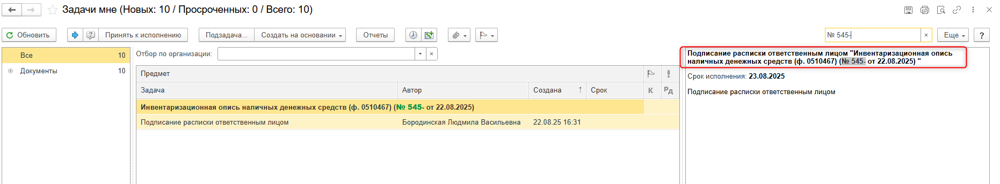 Задачи мне (Новых: 10 / Просроченных: 0 / Всего: 10)
Обновить
Принять к исполнению
Подзадача...
Создать на основании
Отчеты
№ 545-
×
Еще
?
Все 10
Документы 10
Отбор по организации:
Предмет
Задача Автор Создана ↑ Срок К Рд
Инвентаризационная опись наличных денежных средств (ф. 0510467) (№ 545- от 22.08.2025)
Подписание расписки ответственным лицом Бородинская Людмила Васильевна 22.08.25 16:31
Подписание расписки ответственным лицом "Инвентаризационная опись
наличных денежных средств (ф. 0510467) (№ 545- от 22.08.2025) "
Срок исполнения: 23.08.2025
Подписание расписки ответственным лицом